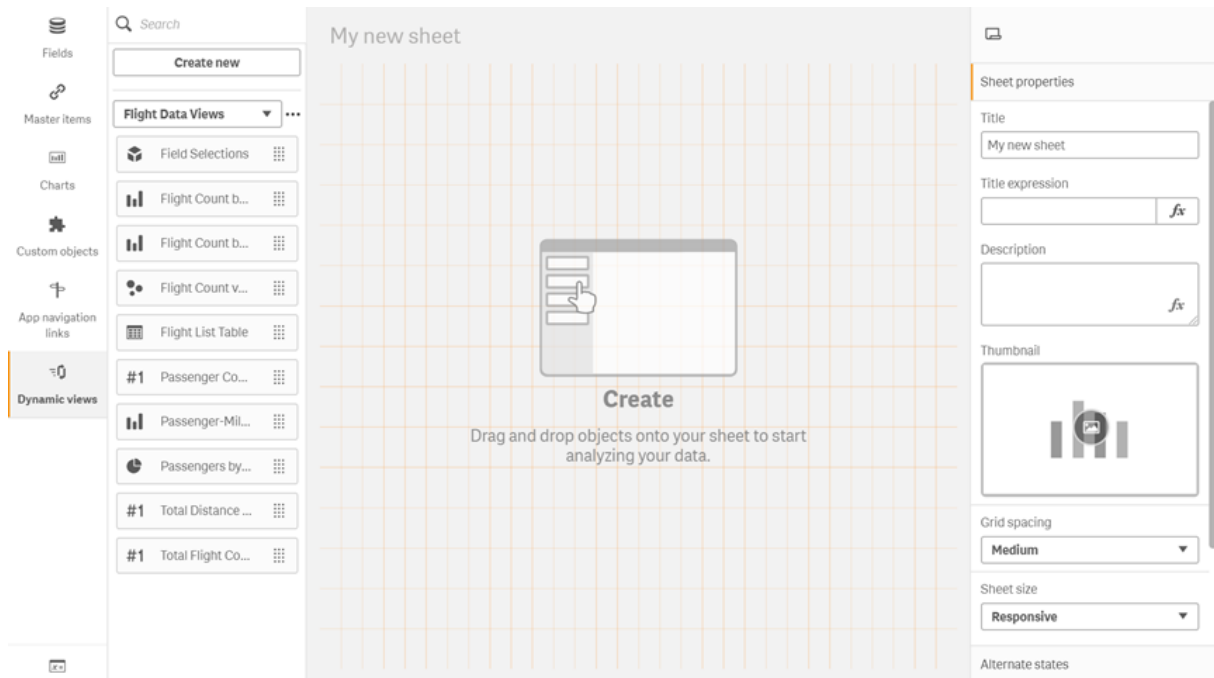 Fields
Master items
Charts
Custom objects
App navigation
links
Dynamic views
Search
Create new
Flight Data Views
Field Selections
Flight Count b...
Flight Count b...
Flight Count v...
Flight List Table
#1 Passenger Co...
Passenger-Mil...
Passengers by...
#1 Total Distance ...
#1 Total Flight Co...
My new sheet
Create
Drag and drop objects onto your sheet to start
analyzing your data.
Sheet properties
Title
My new sheet
Title expression
fx
Description
fx
Thumbnail
Grid spacing
Medium
Sheet size
Responsive
Alternate states